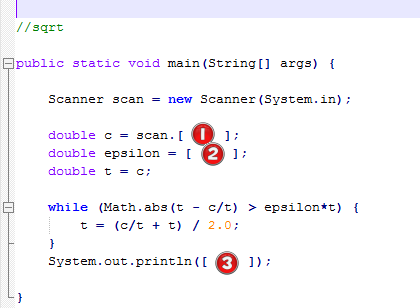 //sqrt
public static void main(String[] args) {
Scanner scan = new Scanner(System.in);
double c = scan.[ 1 ];
double epsilon = [ 2 ];
double t = c;
while (Math.abs(t - c/t) > epsilon*t) {
t = (c/t + t) / 2.0;
}
System.out.println([ 3 ]);
}